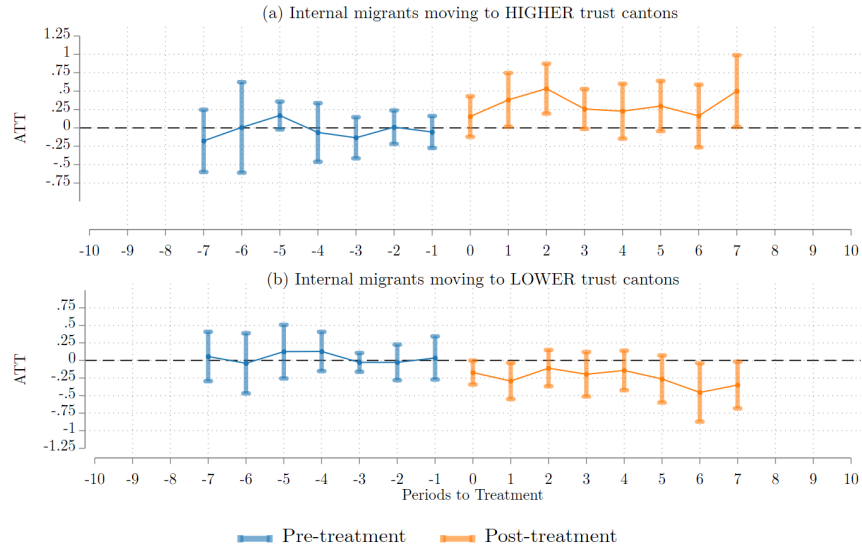 (a) Internal migrants moving to HIGHER trust cantons
1.25
1
.75
.5
.25
0
-.25
-.5
-.75
ATT
-10 -9 -8 -7 -6 -5 -4 -3 -2 -1 0 1 2 3 4 5 6 7 8 9 10
(b) Internal migrants moving to LOWER trust cantons
.75
.5
.25
0
-.25
-.5
-.75
-1
-1.25
ATT
-10 -9 -8 -7 -6 -5 -4 -3 -2 -1 0 1 2 3 4 5 6 7 8 9 10
Periods to Treatment
Pre-treatment Post-treatment